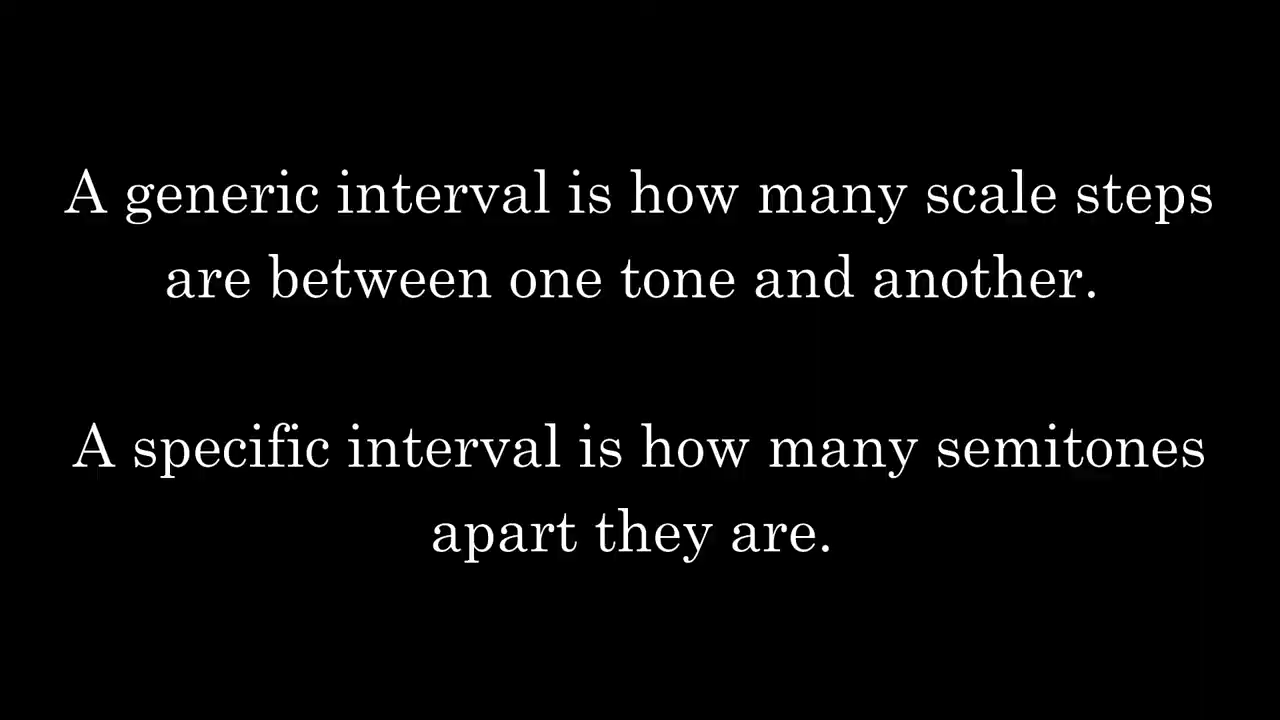 A generic interval is how many scale steps
are between one tone and another.
A specific interval is how many semitones
apart they are.